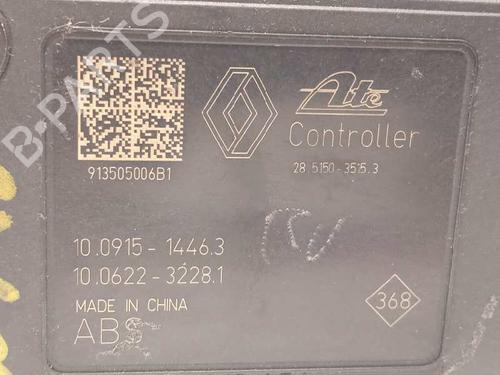 B-PARTS
Ate
Controller
28.5150-3515.3
913505006B1
10.0915-1446.3
10.0622-3228.1
MADE IN CHINA
ABS
368